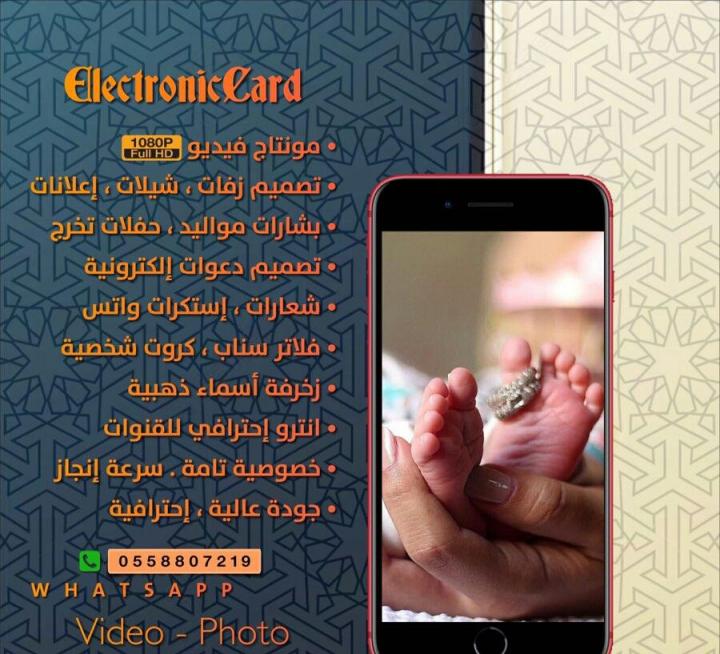 ElectronicCard
• مونتاج فيديو 1080P Full HD
• تصميم زفات ، شيلات ، إعلانات
• بشارات مواليد ، حفلات تخرج
• تصميم دعوات إلكترونية
• شعارات ، إستكرات واتس
• فلاتر سناب ، كروت شخصية
• زخرفة أسماء ذهبية
• انترو إحترافي للقنوات
• خصوصية تامة . سرعة إنجاز
• جودة عالية ، إحترافية
0558807219
WHATSAPP
Video - Photo